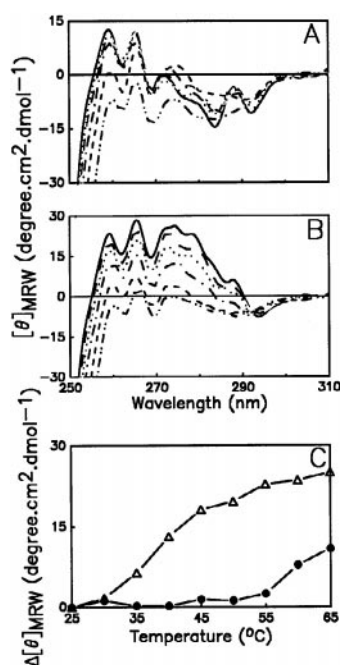 A
15
0
-15
-30
B
30
15
0
-15
-30
250 270 290 310
Wavelength (nm)
[θ]MRW (degree.cm2.dmol−1)
C
30
15
0
25 35 45 55 65
Temperature (°C)
Δ[θ]MRW (degree.cm2.dmol−1)